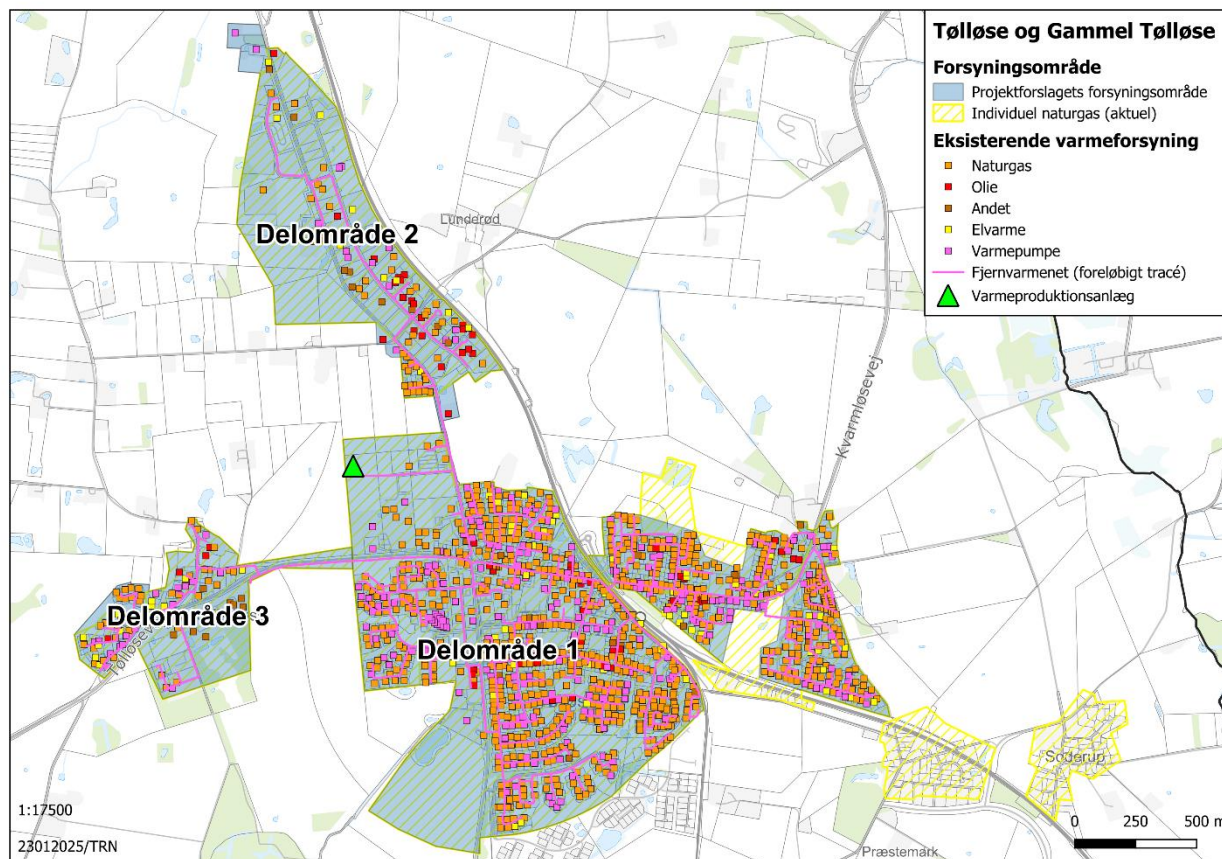 Tølløse og Gammel Tølløse
Forsyningsområde
Projektforslagets forsyningsområde
Individuel naturgas (aktuel)
Eksisterende varmeforsyning
Naturgas
Olie
Andet
Elvarme
Varmepumpe
Fjernvarmenet (foreløbigt tracé)
Varmeproduktionsanlæg
Lunderød
Delområde 2
Kvarmløsevej
Delområde 3
Delområde 1
Soderup
1:17500
0 250 500 m
23012025/TRN
Præstemark